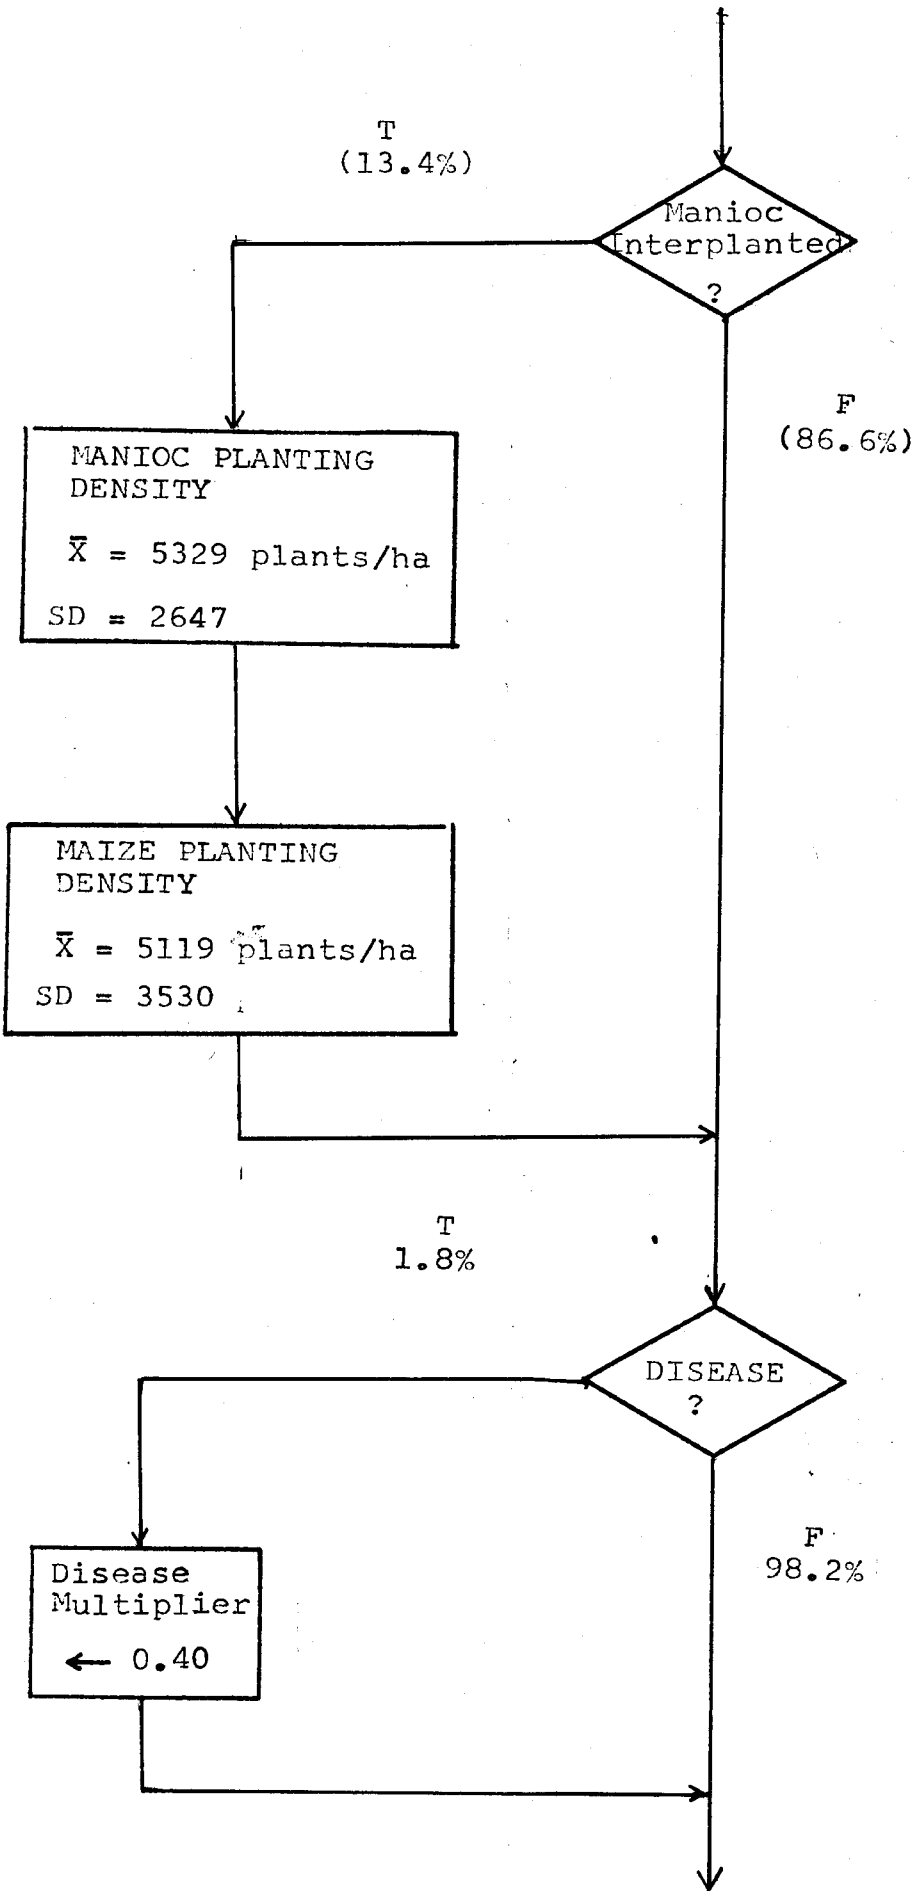 T
(13.4%)
Manioc
Interplanted
?
F
(86.6%)
MANIOC PLANTING
DENSITY
X̅ = 5329 plants/ha
SD = 2647
MAIZE PLANTING
DENSITY
X̅ = 5119 plants/ha
SD = 3530
T
1.8%
DISEASE
?
F
98.2%
Disease
Multiplier
← 0.40